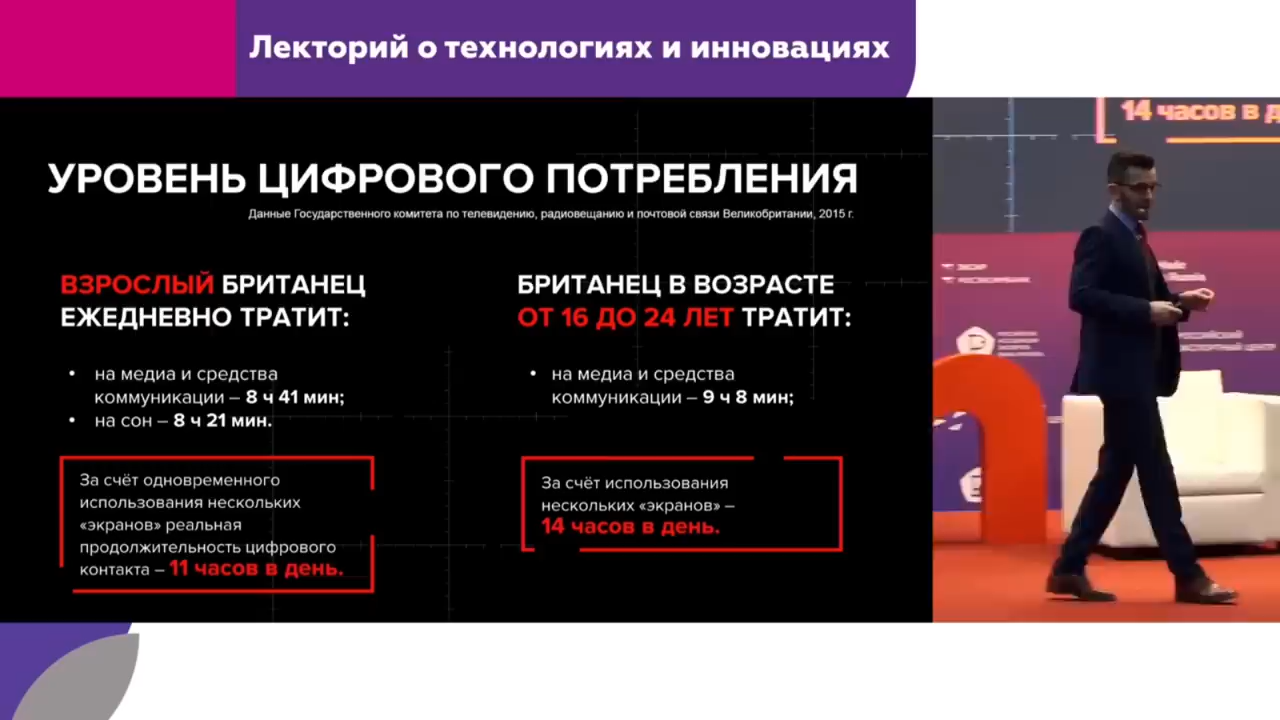 Лекторий о технологиях и инновациях
УРОВЕНЬ ЦИФРОВОГО ПОТРЕБЛЕНИЯ
Данные Государственного комитета по телевидению, радиовещанию и почтовой связи Великобритании, 2015 г.
ВЗРОСЛЫЙ БРИТАНЕЦ
ЕЖЕДНЕВНО ТРАТИТ:
• на медиа и средства
коммуникации – 8 ч 41 мин;
• на сон – 8 ч 21 мин.
За счёт одновременного
использования нескольких
«экранов» реальная
продолжительность цифрового
контакта – 11 часов в день.
БРИТАНЕЦ В ВОЗРАСТЕ
ОТ 16 ДО 24 ЛЕТ ТРАТИТ:
• на медиа и средства
коммуникации – 9 ч 8 мин;
За счёт использования
нескольких «экранов» –
14 часов в день.
14 часов в д